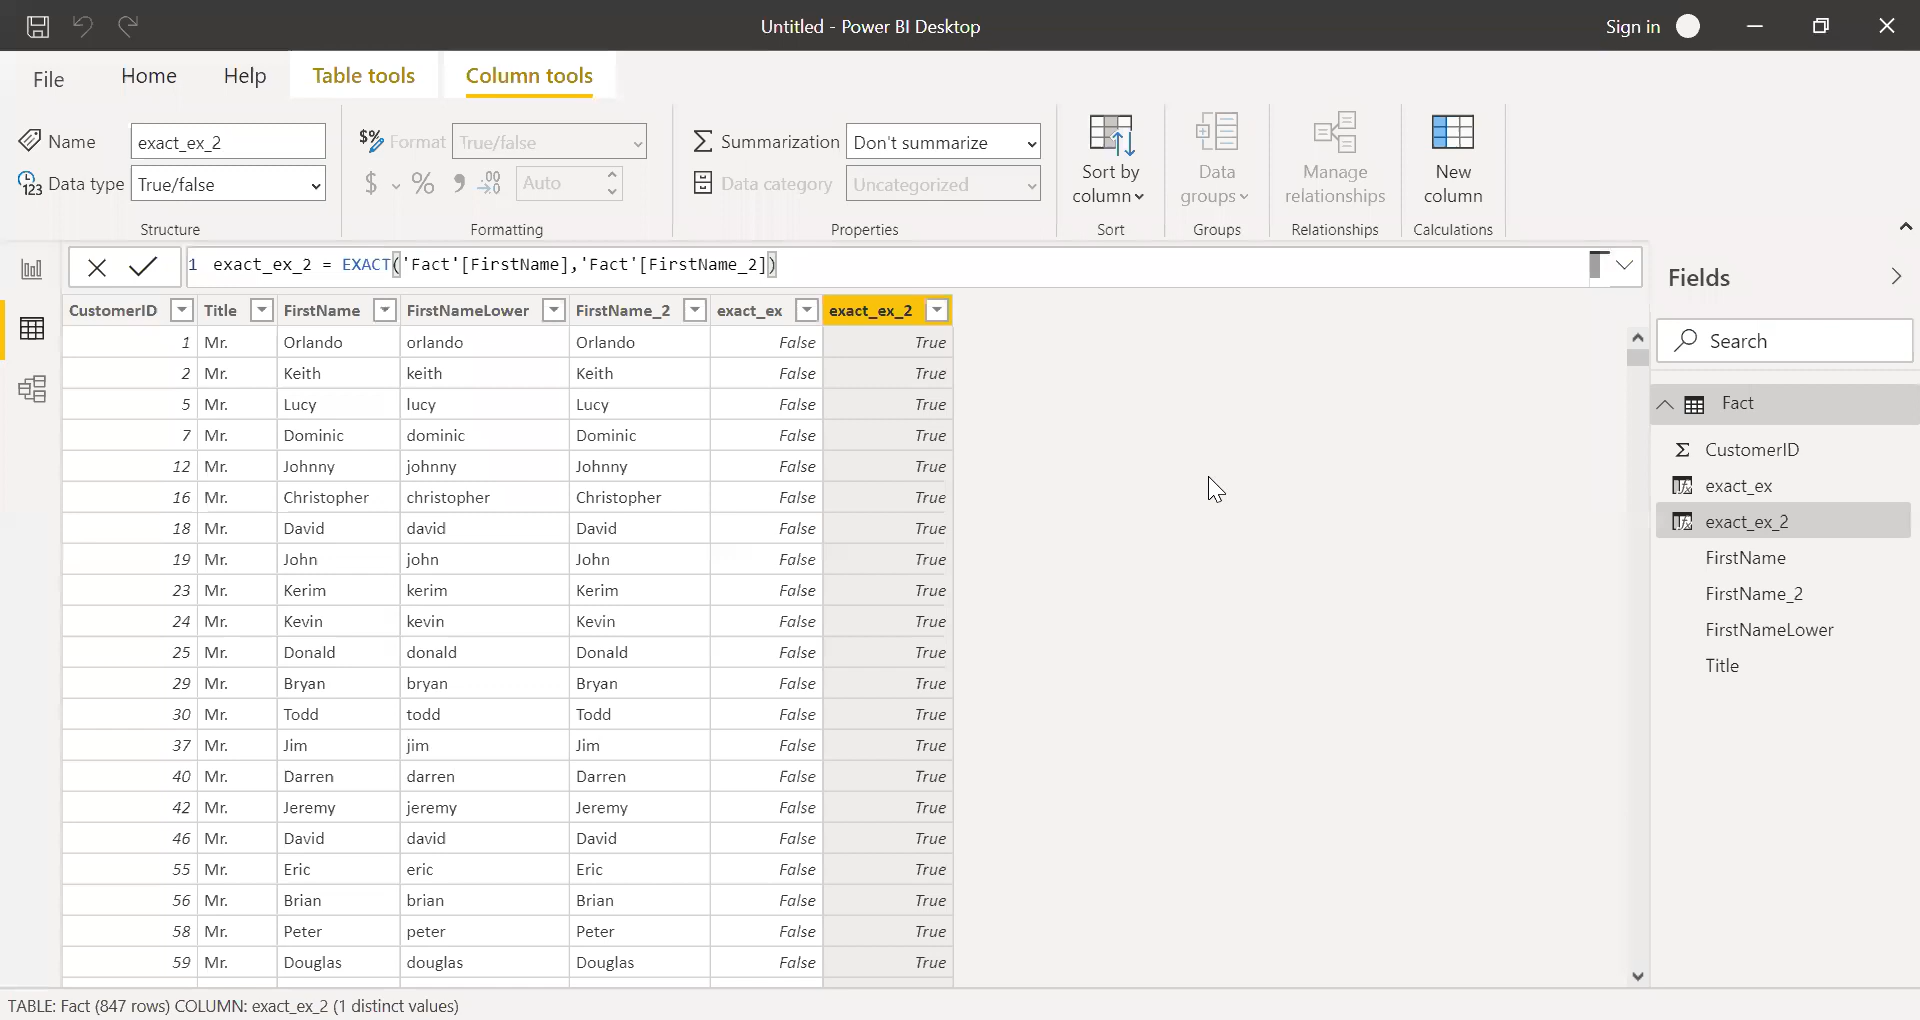 Untitled - Power BI Desktop
Sign in
File Home Help Table tools Column tools
Name exact_ex_2
Data type True/false
Structure
$% Format True/false
$ % 9 .00 Auto
Formatting
Summarization Don't summarize
Data category Uncategorized
Properties
Sort by
column
Sort
Data
groups
Groups
Manage
relationships
Relationships
New
column
Calculations
1 exact_ex_2 = EXACT('Fact'[FirstName],'Fact'[FirstName_2])
CustomerID Title FirstName FirstNameLower FirstName_2 exact_ex exact_ex_2
1 Mr. Orlando orlando Orlando False True
2 Mr. Keith keith Keith False True
5 Mr. Lucy lucy Lucy False True
7 Mr. Dominic dominic Dominic False True
12 Mr. Johnny johnny Johnny False True
16 Mr. Christopher christopher Christopher False True
18 Mr. David david David False True
19 Mr. John john John False True
23 Mr. Kerim kerim Kerim False True
24 Mr. Kevin kevin Kevin False True
25 Mr. Donald donald Donald False True
29 Mr. Bryan bryan Bryan False True
30 Mr. Todd todd Todd False True
37 Mr. Jim jim Jim False True
40 Mr. Darren darren Darren False True
42 Mr. Jeremy jeremy Jeremy False True
46 Mr. David david David False True
55 Mr. Eric eric Eric False True
56 Mr. Brian brian Brian False True
58 Mr. Peter peter Peter False True
59 Mr. Douglas douglas Douglas False True
Fields
Search
Fact
Σ CustomerID
exact_ex
exact_ex_2
FirstName
FirstName_2
FirstNameLower
Title
TABLE: Fact (847 rows) COLUMN: exact_ex_2 (1 distinct values)